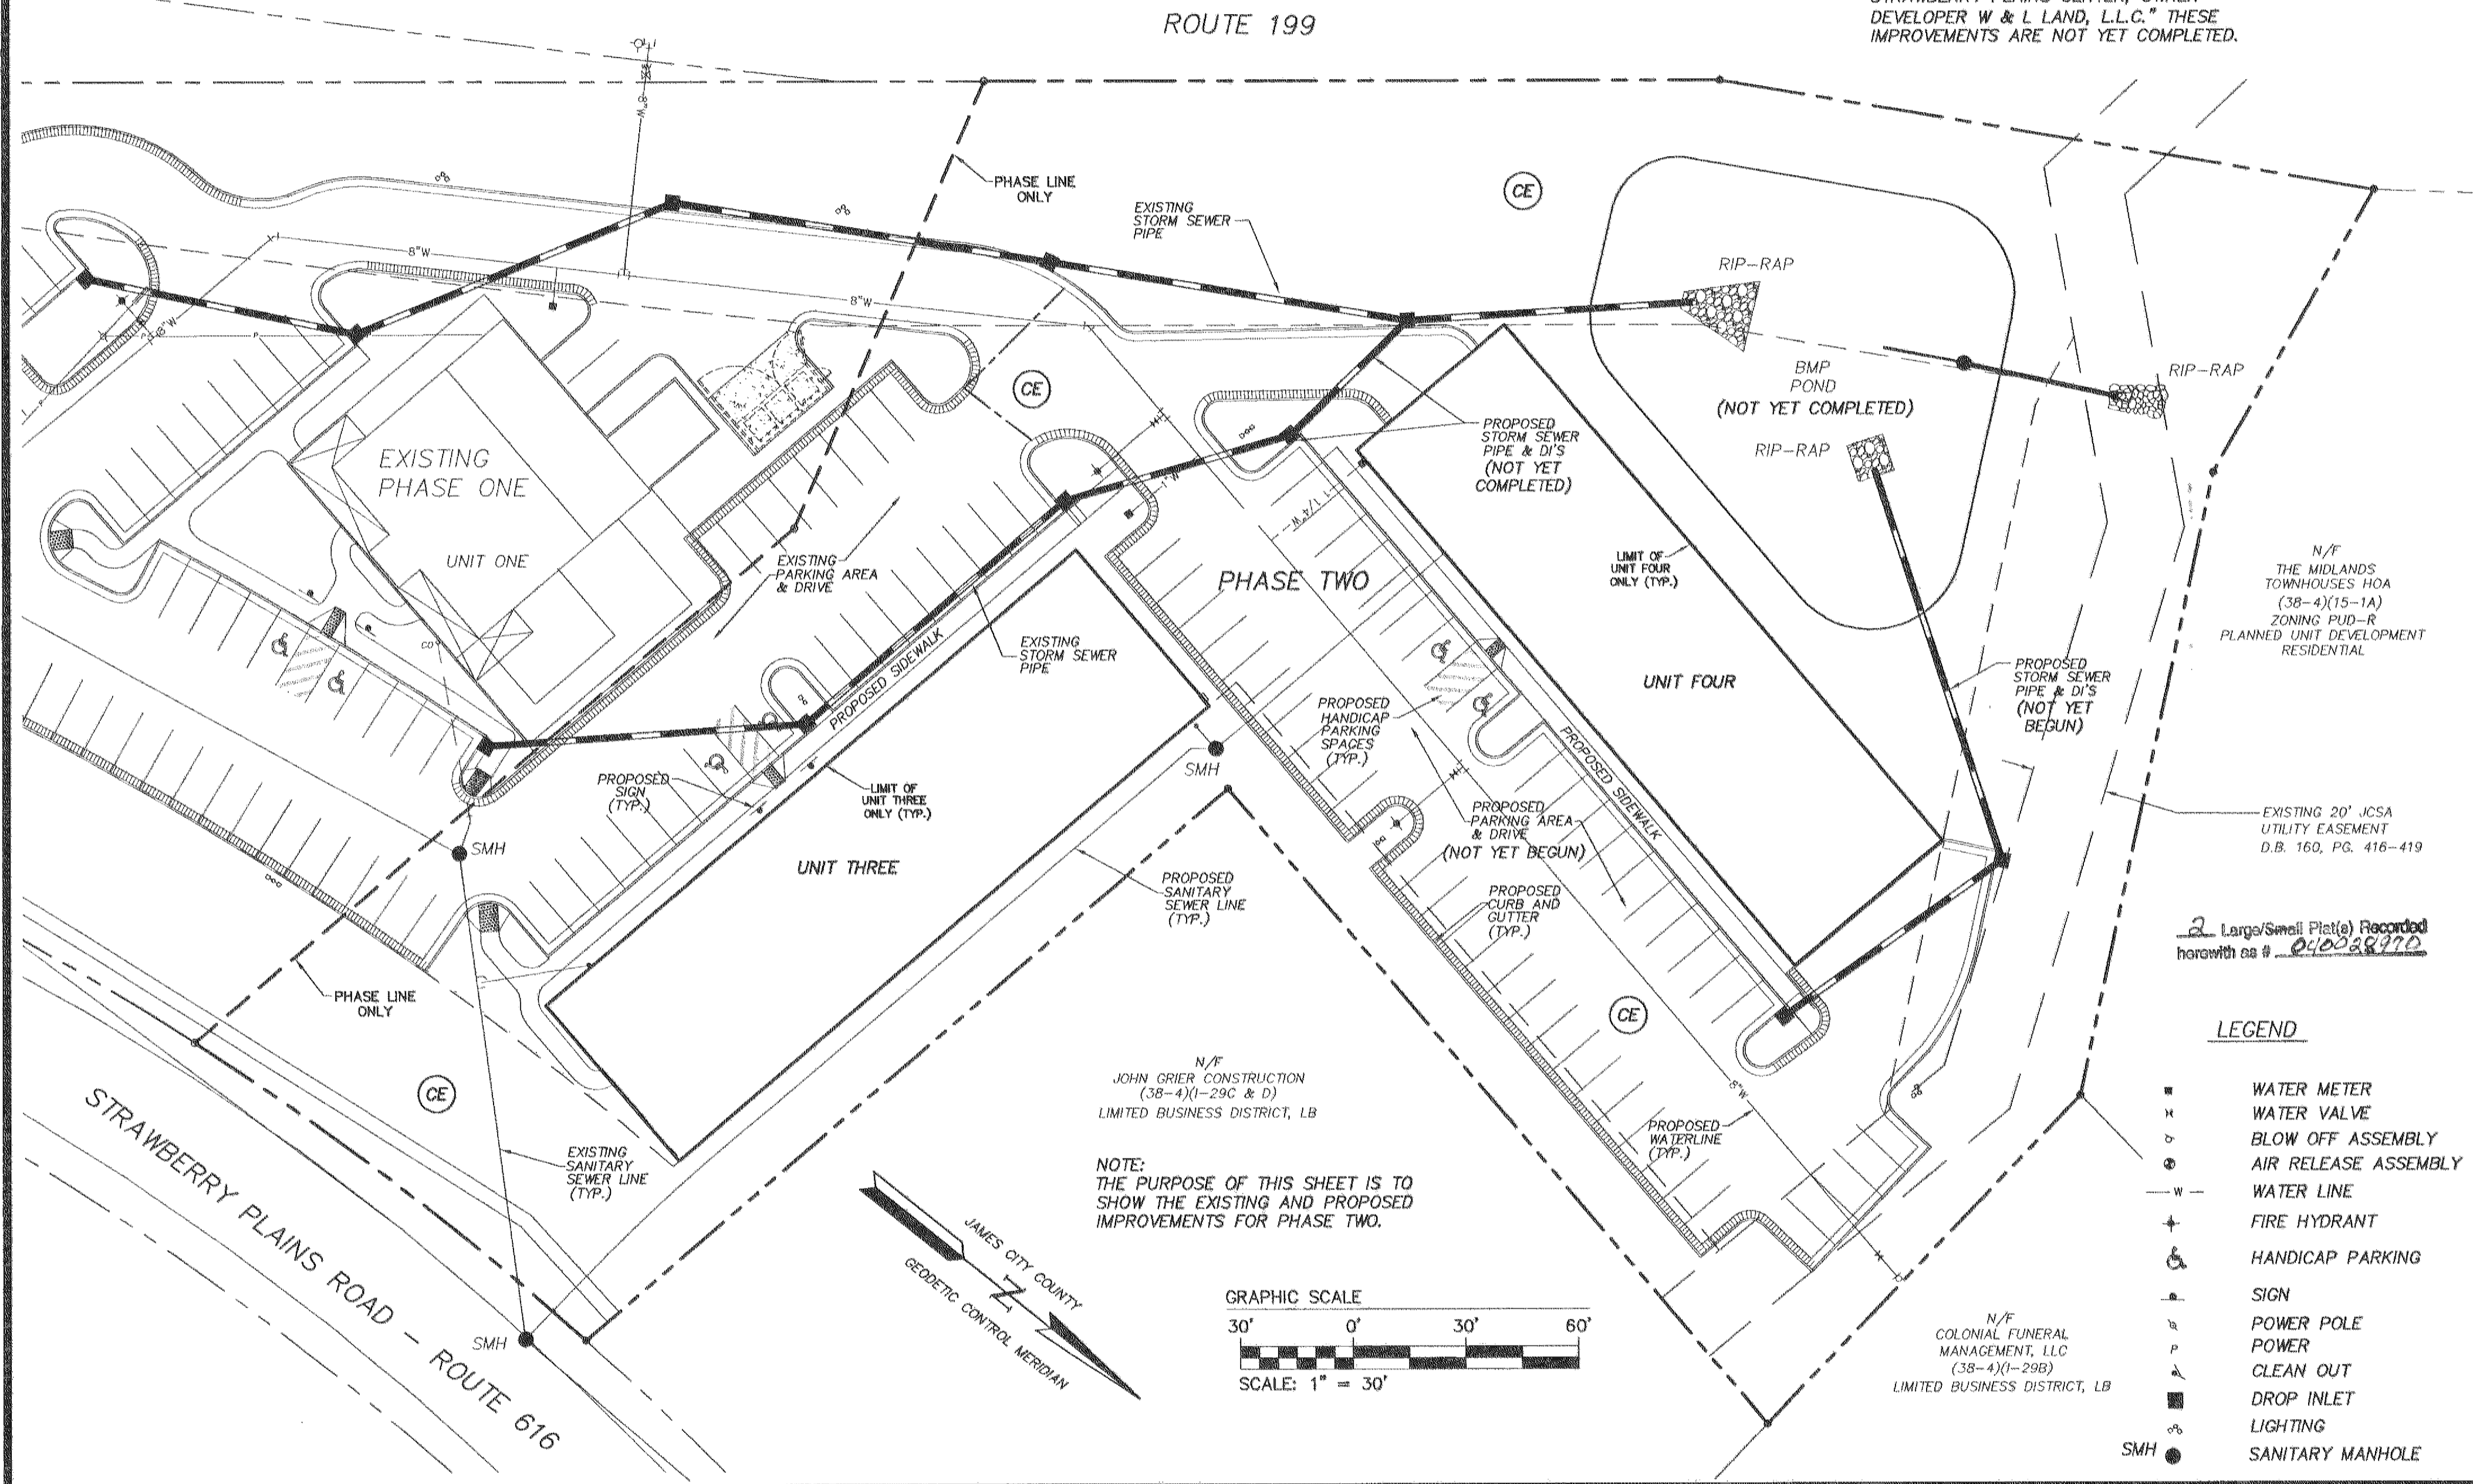 ROUTE 199
DEVELOPER W & L LAND, L.L.C." THESE
IMPROVEMENTS ARE NOT YET COMPLETED.
8"W
PHASE LINE
ONLY
CE
EXISTING
STORM SEWER
PIPE
RIP-RAP
8"W
8"W
8"W
P
P
CE
BMP
POND
(NOT YET COMPLETED)
RIP-RAP
RIP-RAP
PROPOSED
STORM SEWER
PIPE & DI'S
(NOT YET
COMPLETED)
EXISTING
PHASE ONE
UNIT ONE
1"W
1 1/4"W
EXISTING
PARKING AREA
& DRIVE
PHASE TWO
LIMIT OF
UNIT FOUR
ONLY (TYP.)
N/F
THE MIDLANDS
TOWNHOUSES HOA
(38-4)(15-1A)
ZONING PUD-R
PLANNED UNIT DEVELOPMENT
RESIDENTIAL
CO
EXISTING
STORM SEWER
PIPE
PROPOSED SIDEWALK
UNIT FOUR
PROPOSED
STORM SEWER
PIPE & DI'S
(NOT YET
BEGUN)
PROPOSED
HANDICAP
PARKING
SPACES
(TYP.)
PROPOSED SIDEWALK
SMH
PROPOSED
SIGN
(TYP.)
LIMIT OF
UNIT THREE
ONLY (TYP.)
PROPOSED
PARKING AREA
& DRIVE
(NOT YET BEGUN)
EXISTING 20' JCSA
UTILITY EASEMENT
D.B. 160, PG. 416-419
SMH
UNIT THREE
PROPOSED
SANITARY
SEWER LINE
(TYP.)
PROPOSED
CURB AND
GUTTER
(TYP.)
2 Large/Small Plat(s) Recorded
herewith as # 040028970
PHASE LINE
ONLY
CE
CE
N/F
JOHN GRIER CONSTRUCTION
(38-4)(1-29C & D)
LIMITED BUSINESS DISTRICT, LB
8"W
PROPOSED
WATERLINE
(TYP.)
STRAWBERRY PLAINS ROAD - ROUTE 616
EXISTING
SANITARY
SEWER LINE
(TYP.)
SMH
NOTE:
THE PURPOSE OF THIS SHEET IS TO
SHOW THE EXISTING AND PROPOSED
IMPROVEMENTS FOR PHASE TWO.
JAMES CITY COUNTY
N
GEODETIC CONTROL MERIDIAN
GRAPHIC SCALE
30' 0' 30' 60'
SCALE: 1" = 30'
N/F
COLONIAL FUNERAL
MANAGEMENT, LLC
(38-4)(1-29B)
LIMITED BUSINESS DISTRICT, LB
LEGEND
WATER METER
WATER VALVE
BLOW OFF ASSEMBLY
AIR RELEASE ASSEMBLY
W WATER LINE
FIRE HYDRANT
HANDICAP PARKING
SIGN
POWER POLE
P POWER
CLEAN OUT
DROP INLET
LIGHTING
SMH SANITARY MANHOLE